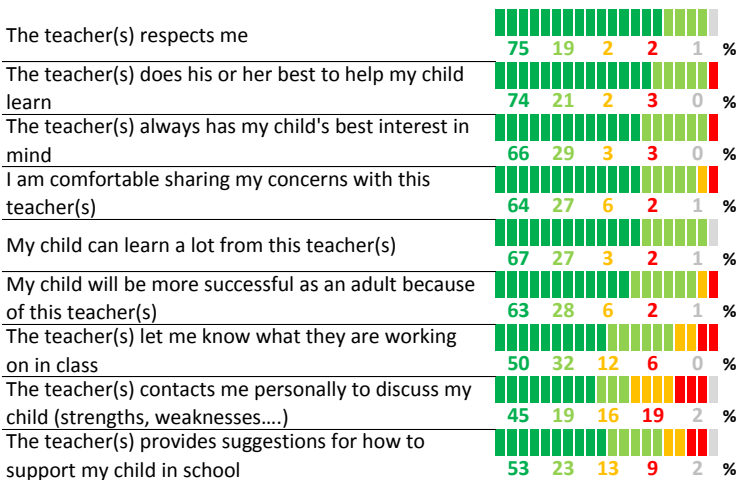 The teacher(s) respects me
75 19 2 2 1 %
The teacher(s) does his or her best to help my child
learn
74 21 2 3 0 %
The teacher(s) always has my child's best interest in
mind
66 29 3 3 0 %
I am comfortable sharing my concerns with this
teacher(s)
64 27 6 2 1 %
My child can learn a lot from this teacher(s)
67 27 3 2 1 %
My child will be more successful as an adult because
of this teacher(s)
63 28 6 2 1 %
The teacher(s) let me know what they are working
on in class
50 32 12 6 0 %
The teacher(s) contacts me personally to discuss my
child (strengths, weaknesses....)
45 19 16 19 2 %
The teacher(s) provides suggestions for how to
support my child in school
53 23 13 9 2 %